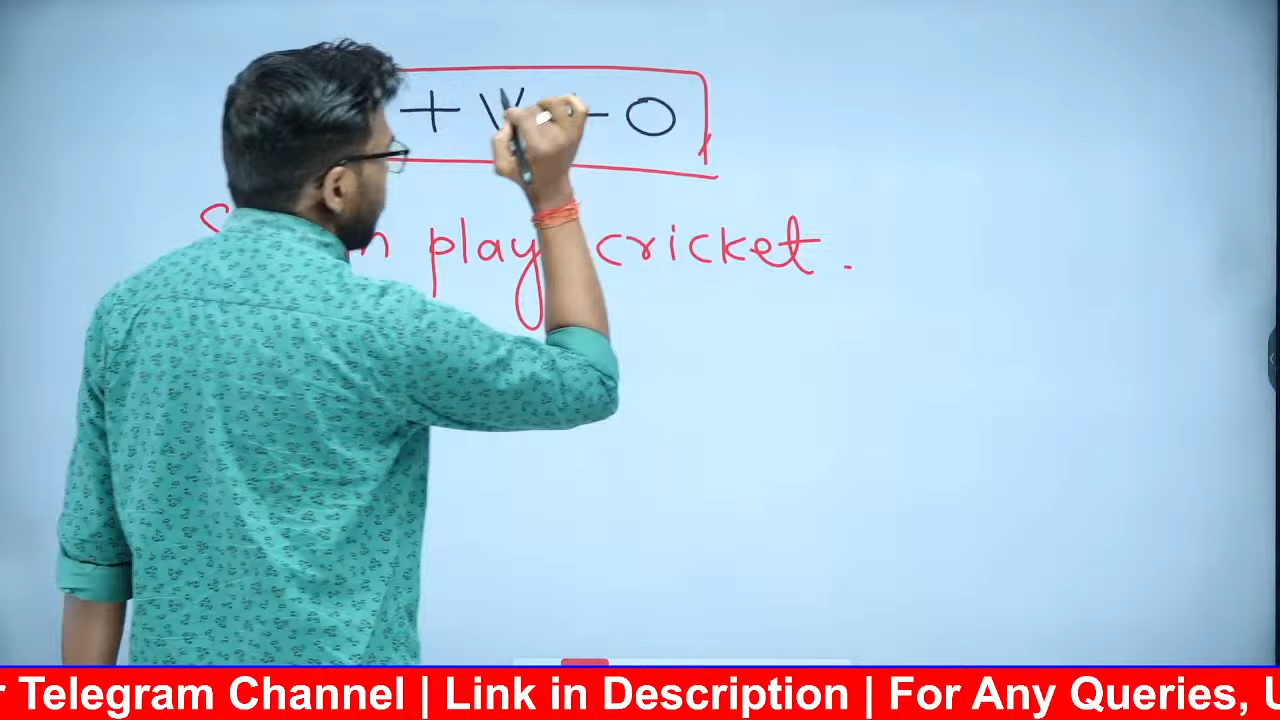 + V + O
play cricket.
r Telegram Channel | Link in Description | For Any Queries, U